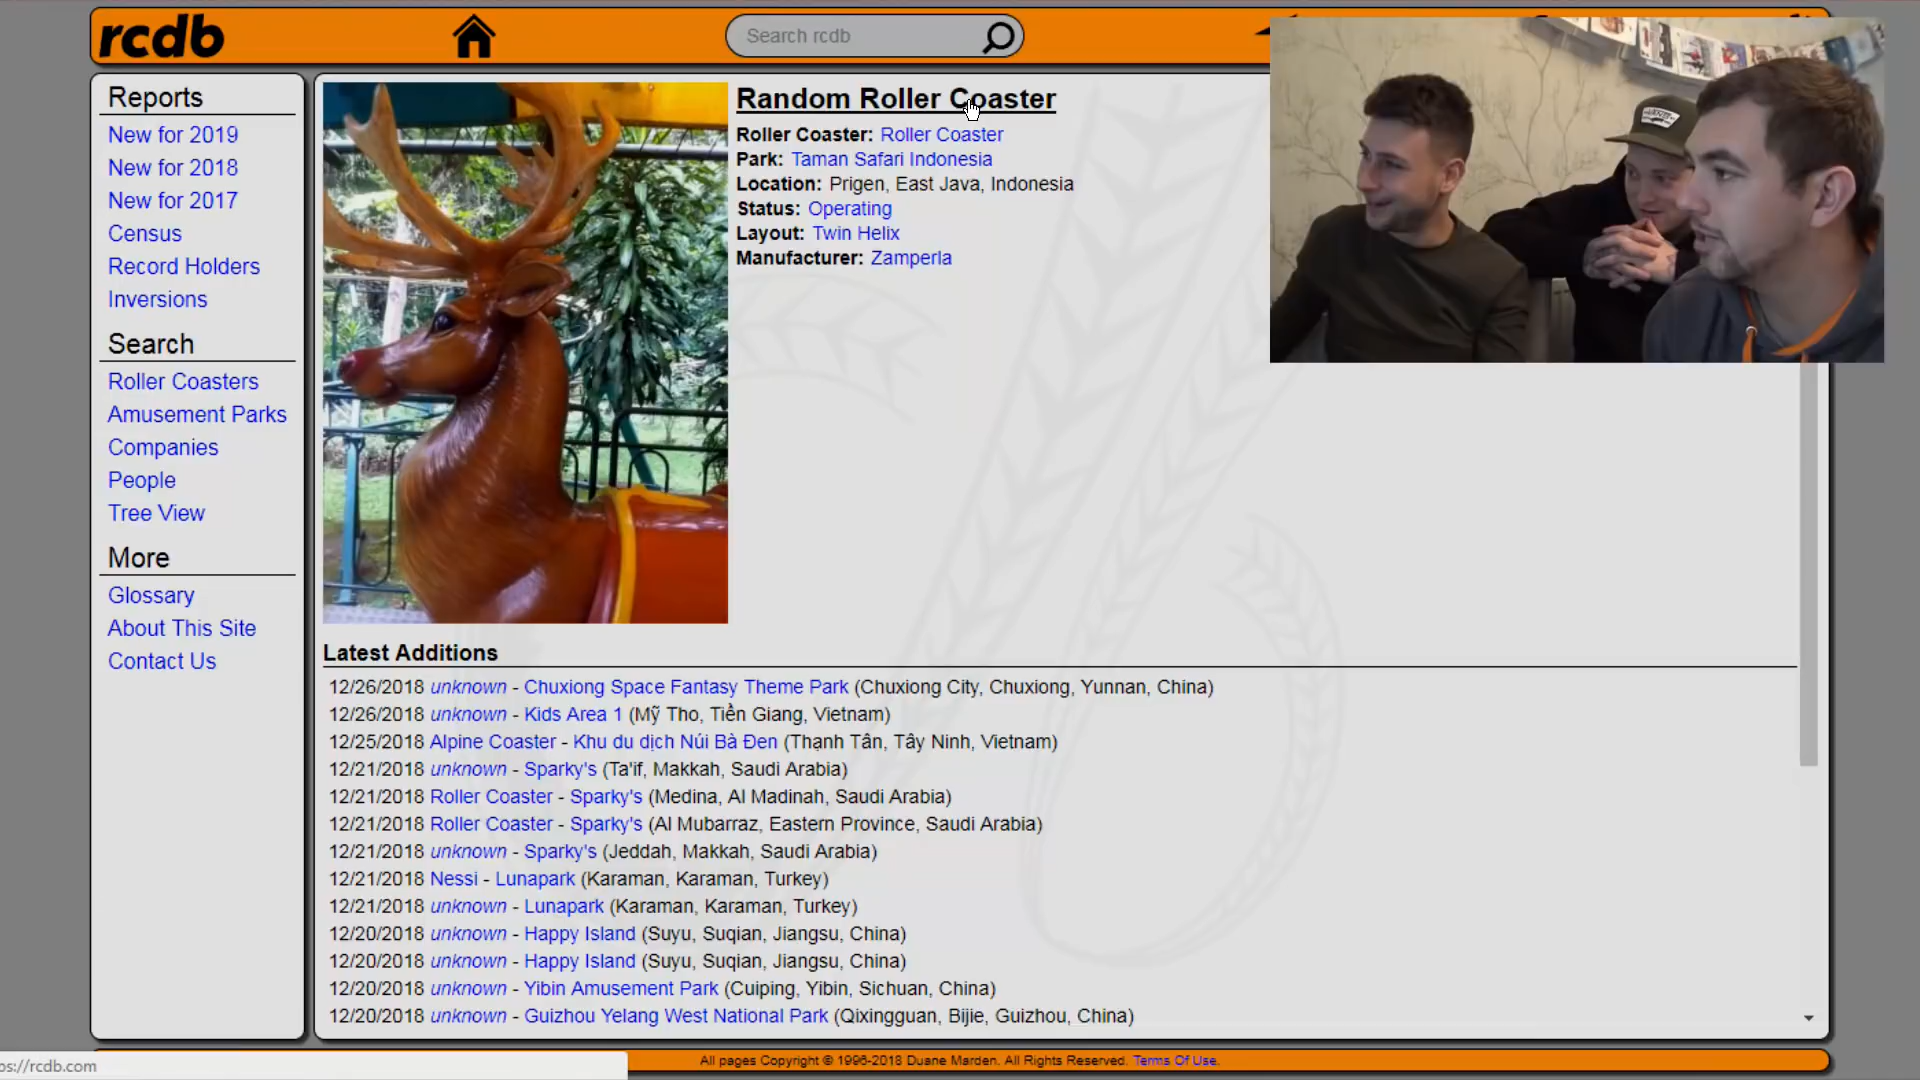 rcdb
Search rcdb
Reports
New for 2019
New for 2018
New for 2017
Census
Record Holders
Inversions
Search
Roller Coasters
Amusement Parks
Companies
People
Tree View
More
Glossary
About This Site
Contact Us
Random Roller Coaster
Roller Coaster: Roller Coaster
Park: Taman Safari Indonesia
Location: Prigen, East Java, Indonesia
Status: Operating
Layout: Twin Helix
Manufacturer: Zamperla
Latest Additions
12/26/2018 unknown - Chuxiong Space Fantasy Theme Park (Chuxiong City, Chuxiong, Yunnan, China)
12/26/2018 unknown - Kids Area 1 (Mỹ Tho, Tiền Giang, Vietnam)
12/25/2018 Alpine Coaster - Khu du dịch Núi Bà Đen (Thạnh Tân, Tây Ninh, Vietnam)
12/21/2018 unknown - Sparky's (Ta'if, Makkah, Saudi Arabia)
12/21/2018 Roller Coaster - Sparky's (Medina, Al Madinah, Saudi Arabia)
12/21/2018 Roller Coaster - Sparky's (Al Mubarraz, Eastern Province, Saudi Arabia)
12/21/2018 unknown - Sparky's (Jeddah, Makkah, Saudi Arabia)
12/21/2018 Nessi - Lunapark (Karaman, Karaman, Turkey)
12/21/2018 unknown - Lunapark (Karaman, Karaman, Turkey)
12/20/2018 unknown - Happy Island (Suyu, Suqian, Jiangsu, China)
12/20/2018 unknown - Happy Island (Suyu, Suqian, Jiangsu, China)
12/20/2018 unknown - Yibin Amusement Park (Cuiping, Yibin, Sichuan, China)
12/20/2018 unknown - Guizhou Yelang West National Park (Qixingguan, Bijie, Guizhou, China)
All pages Copyright © 1996-2018 Duane Marden. All Rights Reserved. Terms Of Use.
ps://rcdb.com